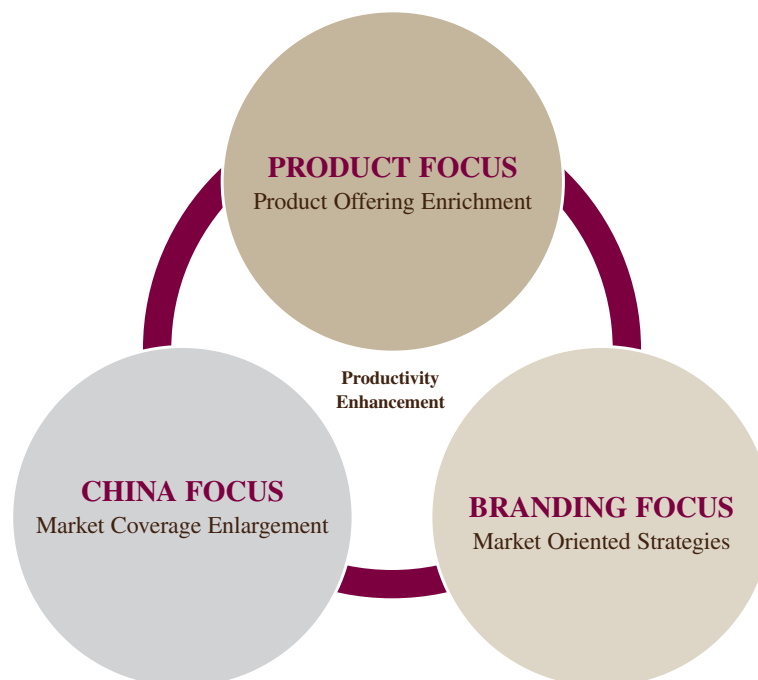 PRODUCT FOCUS
Product Offering Enrichment
Productivity
Enhancement
CHINA FOCUS
Market Coverage Enlargement
BRANDING FOCUS
Market Oriented Strategies